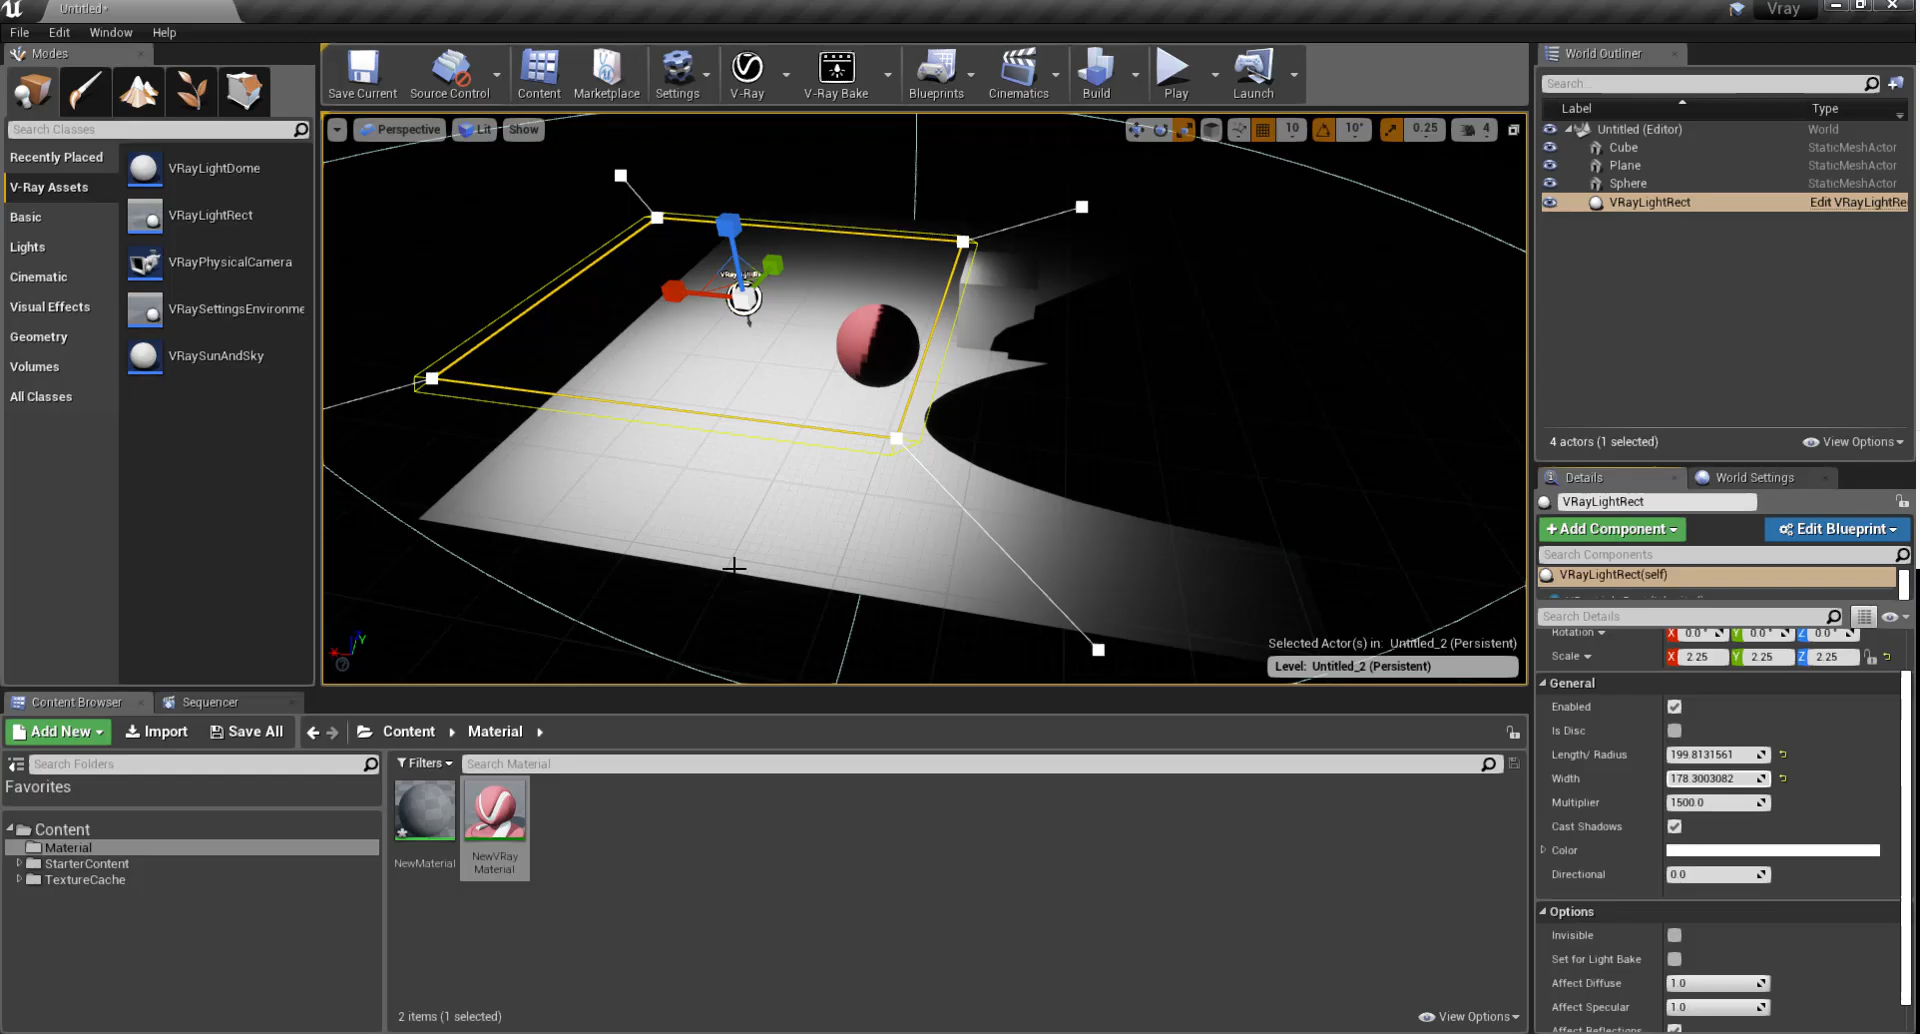 Untitled*
Vray
File Edit Window Help
Modes
Search Classes
Recently Placed
V-Ray Assets
Basic
Lights
Cinematic
Visual Effects
Geometry
Volumes
All Classes
VRayLightDome
VRayLightRect
VRayPhysicalCamera
VRaySettingsEnvironme
VRaySunAndSky
Save Current
Source Control
Content
Marketplace
Settings
V-Ray
V-Ray Bake
Blueprints
Cinematics
Build
Play
Launch
Perspective
Lit
Show
10
10°
0.25
4
Selected Actor(s) in: Untitled_2 (Persistent)
Level: Untitled_2 (Persistent)
World Outliner
Search...
Label Type
Untitled (Editor) World
Cube StaticMeshActor
Plane StaticMeshActor
Sphere StaticMeshActor
VRayLightRect Edit VRayLightRe
4 actors (1 selected)
View Options
Details
World Settings
VRayLightRect
+Add Component
Edit Blueprint
Search Components
VRayLightRect(self)
Search Details
Rotation X 0.0° Y 0.0° Z 0.0°
Scale X 2.25 Y 2.25 Z 2.25
General
Enabled
Is Disc
Length/ Radius 199.8131561
Width 178.3003082
Multiplier 1500.0
Cast Shadows
Color
Directional 0.0
Options
Invisible
Set for Light Bake
Affect Diffuse 1.0
Affect Specular 1.0
Affect Reflections
Content Browser
Sequencer
Add New
Import
Save All
Content
Material
Search Folders
Favorites
Content
Material
StarterContent
TextureCache
Filters
Search Material
NewMaterial
NewVRay
Material
2 items (1 selected)
View Options